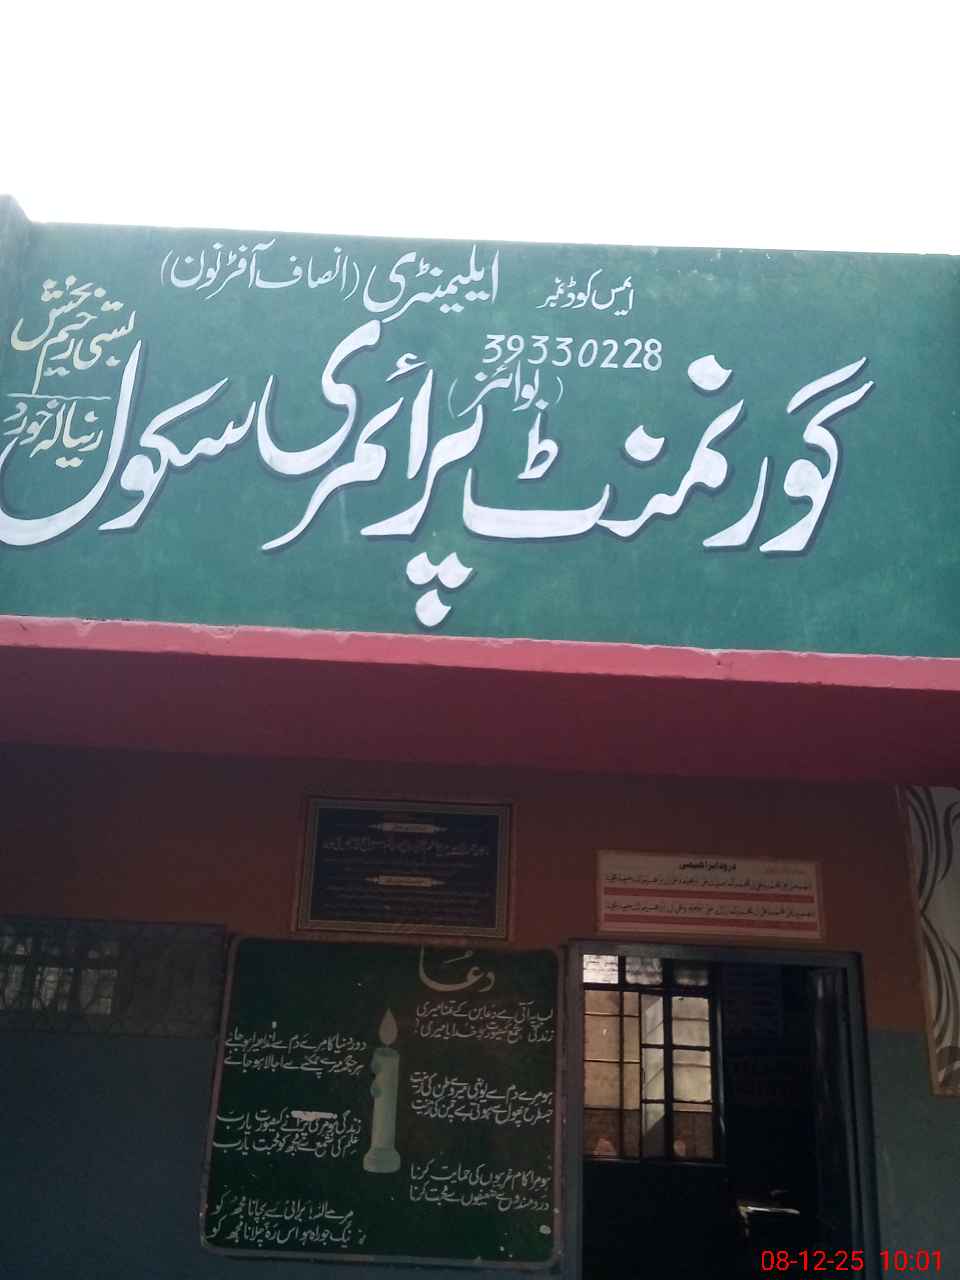 ایلیمنٹری (انصاف آفٹرنون)
ایمس کوڈ نمبر
39330228
گورنمنٹ پرائمری سکول
(بوائز)
بستی رحیم بخش
رنیالہ خورد
درود ابراہیمی
دعا
لب پہ آتی ہے دعا بن کے تمنا میری
زندگی شمع کی صورت ہو خدایا میری
دور دنیا کا مرے دم سے اندھیرا ہو جائے
ہر جگہ میرے چمکنے سے اجالا ہو جائے
ہو مرے دم سے یونہی میرے وطن کی زینت
جس طرح پھول سے ہوتی ہے چمن کی زینت
زندگی ہو مری پروانے کی صورت یارب
علم کی شمع سے ہو مجھ کو محبت یارب
ہو مرا کام غریبوں کی حمایت کرنا
دردمندوں سے ضعیفوں سے محبت کرنا
مرے اللہ برائی سے بچانا مجھ کو
نیک جو راہ ہو اس رہ پہ چلانا مجھ کو
08-12-25 10:01